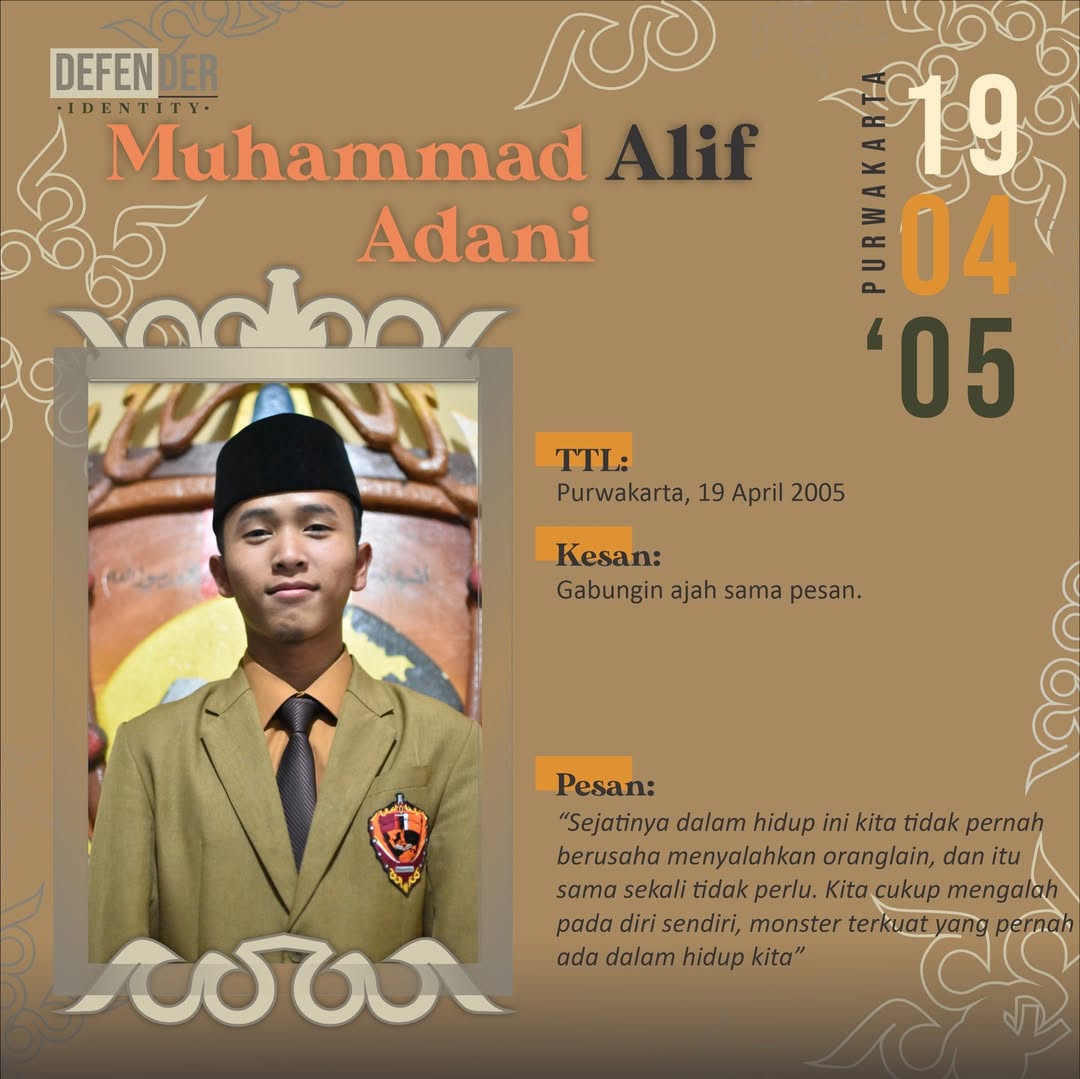 DEFENDER
·IDENTITY·
Muhammad Alif
Adani
PURWAKARTA
19
04
‘05
TTL:
Purwakarta, 19 April 2005
Kesan:
Gabungin ajah sama pesan.
Pesan:
“Sejatinya dalam hidup ini kita tidak pernah
berusaha menyalahkan oranglain, dan itu
sama sekali tidak perlu. Kita cukup mengalah
pada diri sendiri, monster terkuat yang pernah
ada dalam hidup kita”